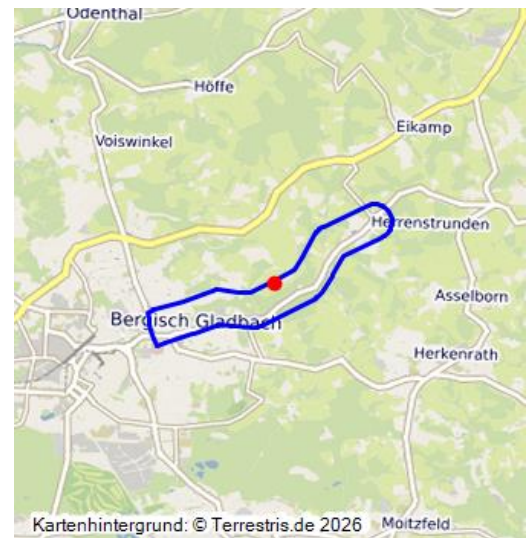 Odenthal
Höffe
Eikamp
Voiswinkel
Herrenstrunden
Asselborn
Bergisch Gladbach
Herkenrath
Kartenhintergrund: © Terrestris.de 2026
Moitzfeld